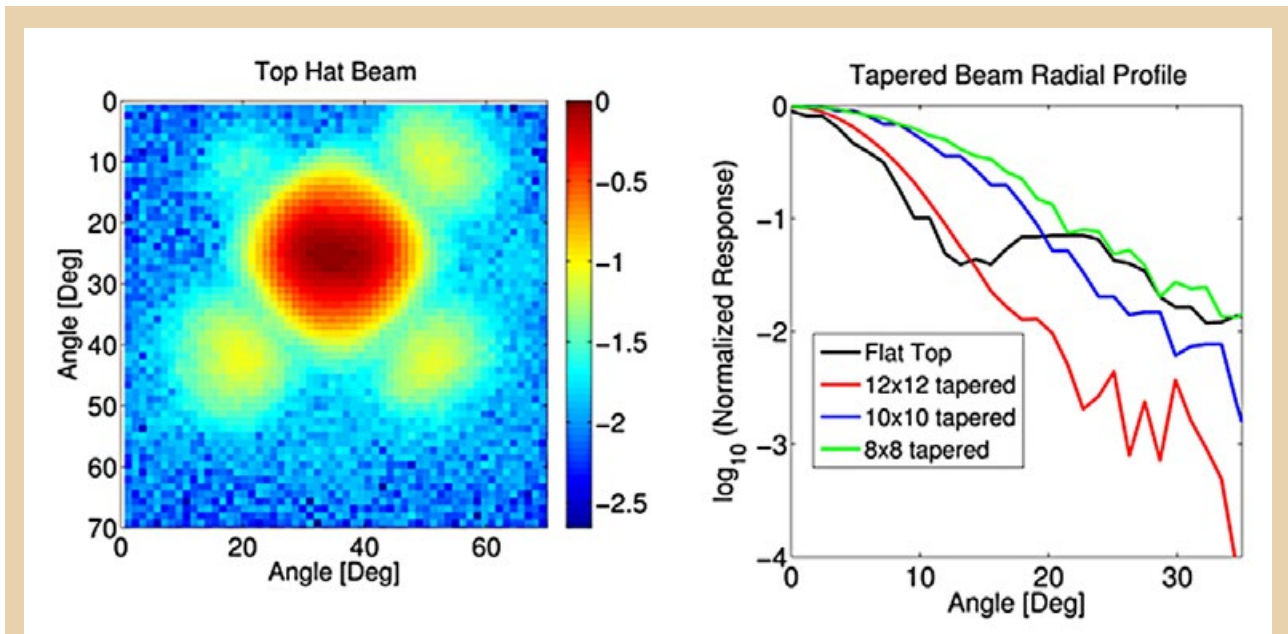 Top Hat Beam
0
10
20
30
40
50
60
70
Angle [Deg]
0 20 40 60
Angle [Deg]
0
−0.5
−1
−1.5
−2
−2.5
Tapered Beam Radial Profile
0
−1
−2
−3
−4
log10 (Normalized Response)
Flat Top
12x12 tapered
10x10 tapered
8x8 tapered
0 10 20 30
Angle [Deg]